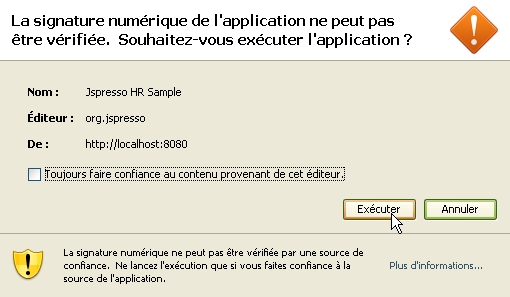 La signature numérique de l'application ne peut pas
être vérifiée. Souhaitez-vous exécuter l'application ?
Nom : Jspresso HR Sample
Éditeur : org.jspresso
De : http://localhost:8080
Toujours faire confiance au contenu provenant de cet éditeur.
Exécuter Annuler
La signature numérique ne peut pas être vérifiée par une source de
confiance. Ne lancez l'exécution que si vous faites confiance à la
source de l'application.
Plus d'informations...